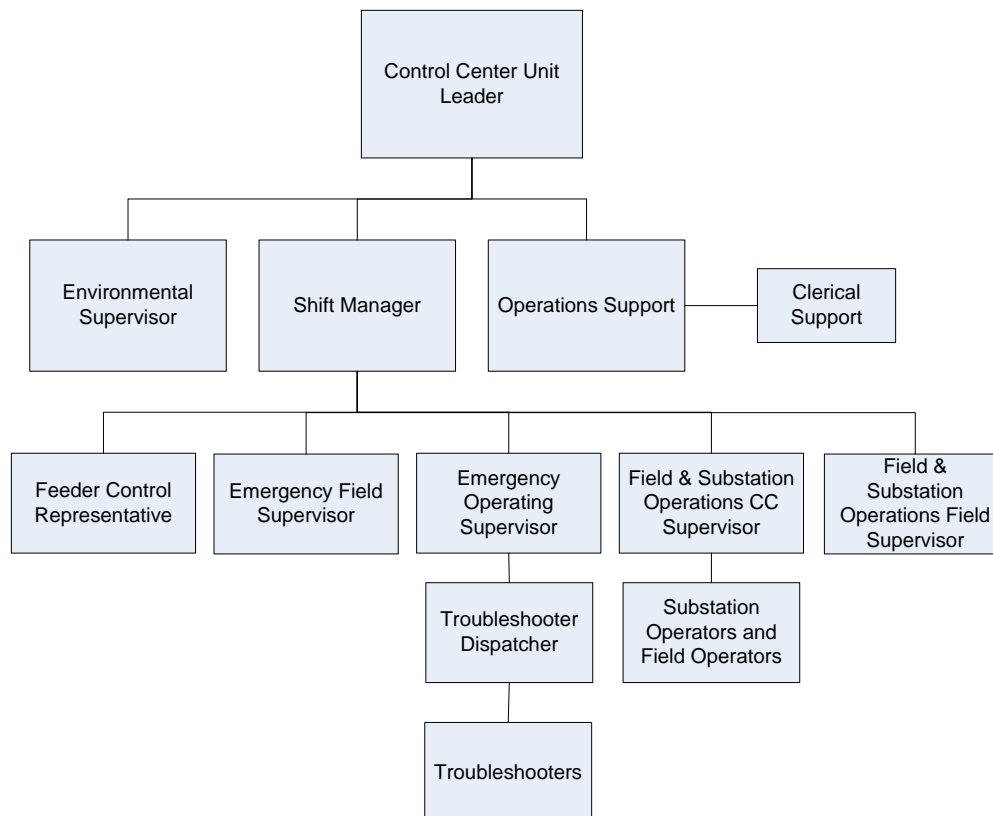 Control Center Unit
Leader
Environmental
Supervisor
Shift Manager
Operations Support
Clerical
Support
Feeder Control
Representative
Emergency Field
Supervisor
Emergency
Operating
Supervisor
Field & Substation
Operations CC
Supervisor
Field &
Substation
Operations Field
Supervisor
Troubleshooter
Dispatcher
Substation
Operators and
Field Operators
Troubleshooters